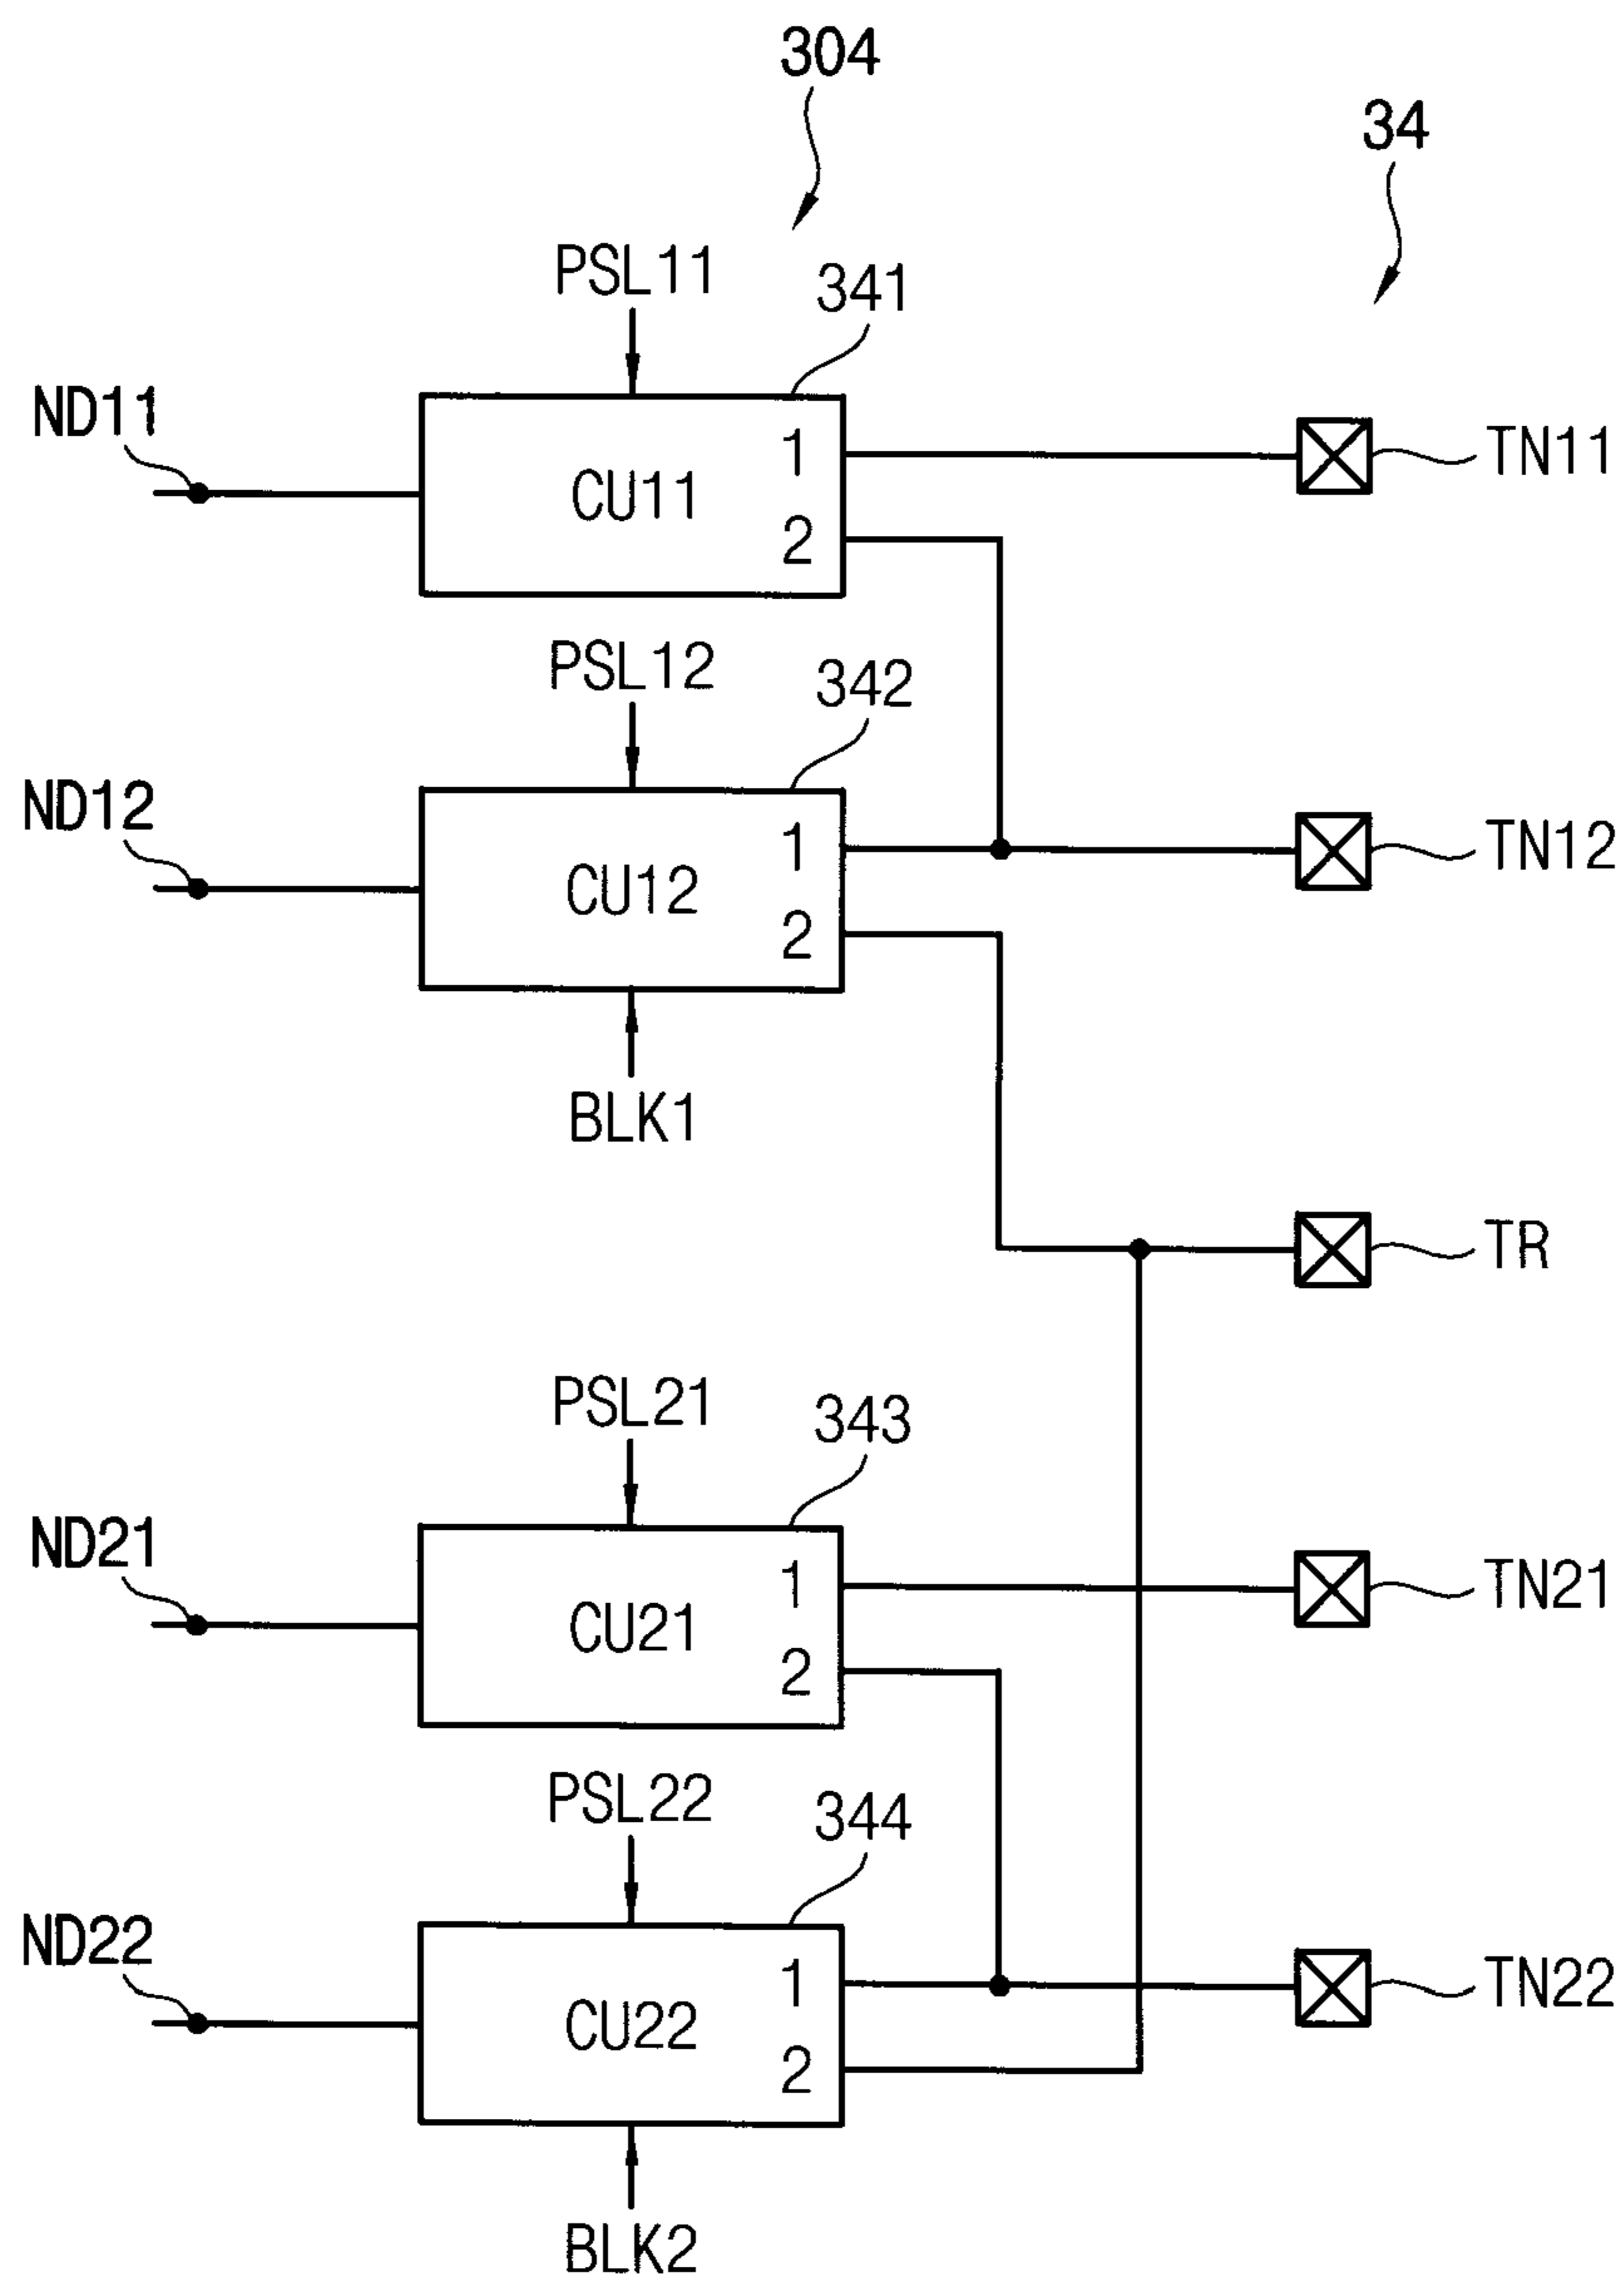 304
34
PSL11
341
ND11
1
TN11
CU11
2
PSL12
342
ND12
1
TN12
CU12
2
BLK1
TR
PSL21
343
ND21
1
TN21
CU21
2
PSL22
344
ND22
1
TN22
CU22
2
BLK2